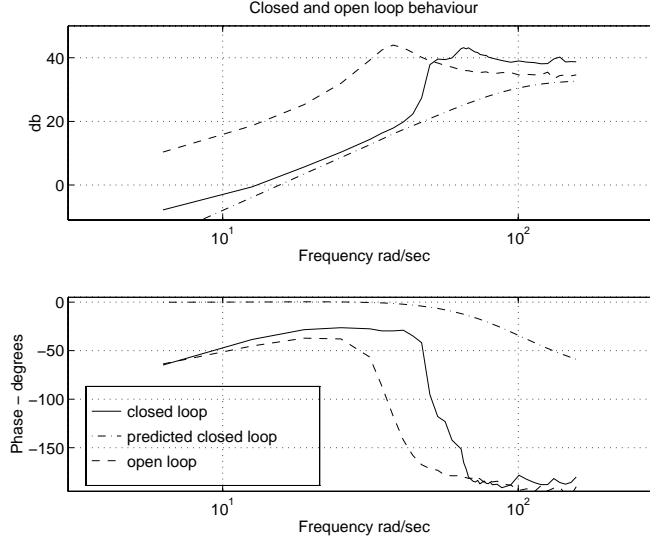 Closed and open loop behaviour
40
20
0
db
10^1
10^2
Frequency rad/sec
0
−50
−100
−150
Phase − degrees
closed loop
predicted closed loop
open loop
10^1
10^2
Frequency rad/sec